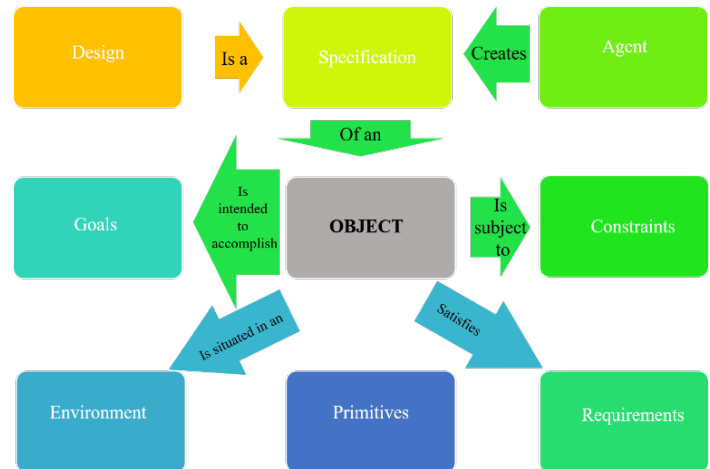 Design
Is a
Specification
Creates
Agent
Of an
Goals
Is
intended
to
accomplish
OBJECT
Is
subject
to
Constraints
Is situated in an
Satisfies
Environment
Primitives
Requirements